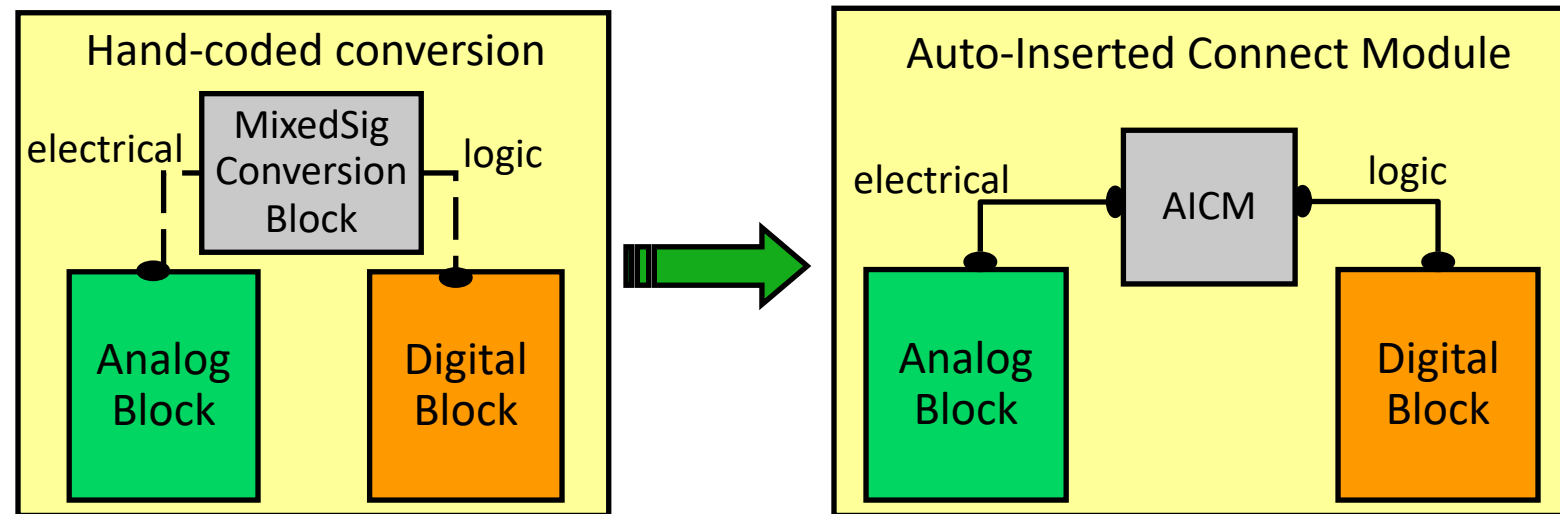 Hand-coded conversion
electrical
MixedSig
Conversion
Block
logic
Analog
Block
Digital
Block
Auto-Inserted Connect Module
electrical
AICM
logic
Analog
Block
Digital
Block